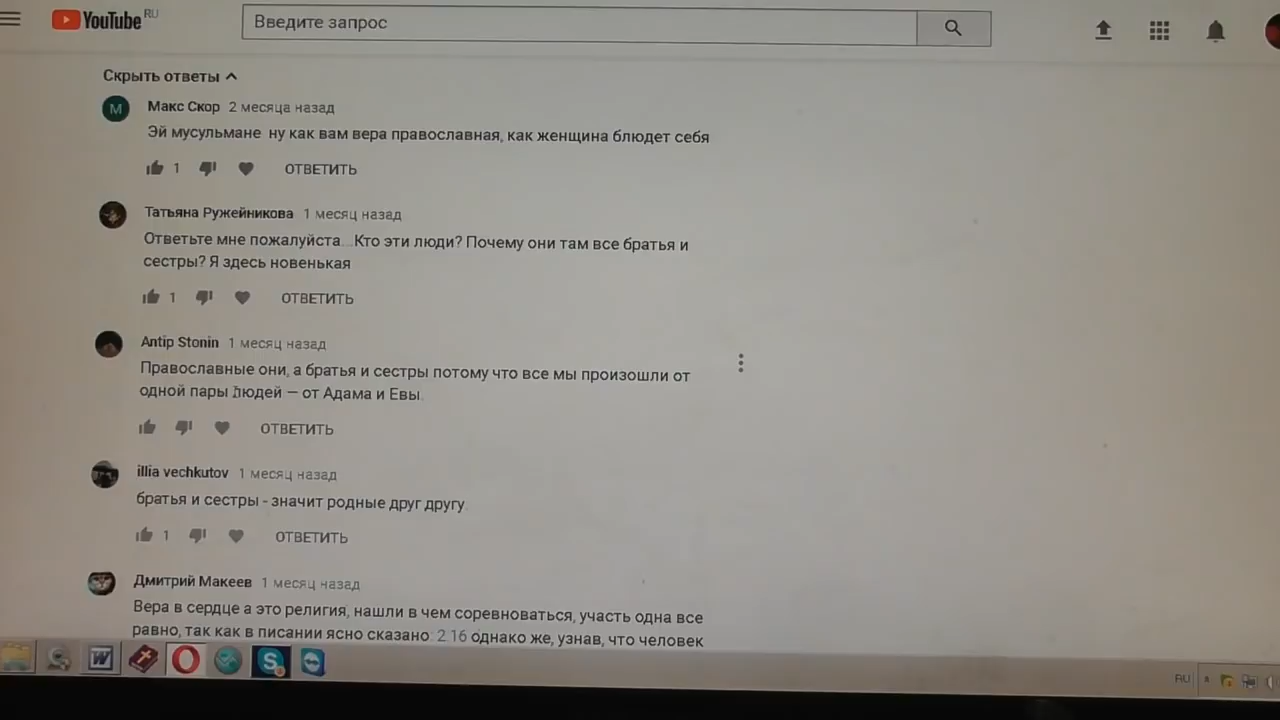 YouTube RU
Введите запрос
Скрыть ответы
М
Макс Скор 2 месяца назад
Эй мусульмане ну как вам вера православная, как женщина блюдет себя
1 ОТВЕТИТЬ
Татьяна Ружейникова 1 месяц назад
Ответьте мне пожалуйста...Кто эти люди? Почему они там все братья и
сестры? Я здесь новенькая
1 ОТВЕТИТЬ
Antip Stonin 1 месяц назад
Православные они, а братья и сестры потому что все мы произошли от
одной пары людей — от Адама и Евы.
ОТВЕТИТЬ
illia vechkutov 1 месяц назад
братья и сестры - значит родные друг другу.
1 ОТВЕТИТЬ
Дмитрий Макеев 1 месяц назад
Вера в сердце а это религия, нашли в чем соревноваться, участь одна все
равно, так как в писании ясно сказано: 2:16 однако же, узнав, что человек
W
S
RU